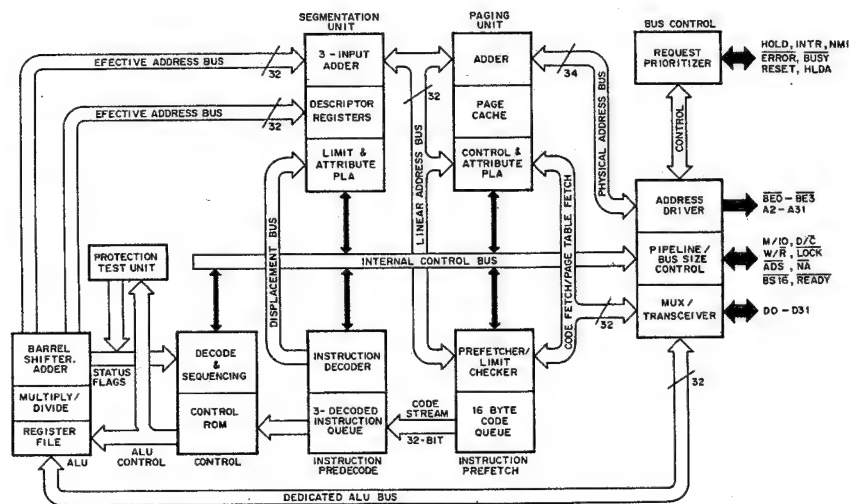 SEGMENTATION
UNIT
PAGING
UNIT
BUS CONTROL
EFECTIVE ADDRESS BUS
32
3-INPUT
ADDER
ADDER
34
REQUEST
PRIORITIZER
HOLD, INTR, NMI
ERROR, BUSY
RESET, HLDA
EFECTIVE ADDRESS BUS
32
DESCRIPTOR
REGISTERS
32
PAGE
CACHE
LIMIT &
ATTRIBUTE
PLA
CONTROL &
ATTRIBUTE
PLA
LINEAR ADDRESS BUS
PHYSICAL ADDRESS BUS
CONTROL
ADDRESS
DRIVER
BE0-BE3
A2-A31
DISPLACEMENT BUS
CODE FETCH/PAGE TABLE FETCH
PROTECTION
TEST UNIT
INTERNAL CONTROL BUS
PIPELINE/
BUS SIZE
CONTROL
M/IO, D/C
W/R, LOCK
ADS, NA
BS16, READY
MUX/
TRANSCEIVER
D0-D31
32
BARREL
SHIFTER,
ADDER
STATUS
FLAGS
DECODE &
SEQUENCING
INSTRUCTION
DECODER
PREFETCHER/
LIMIT
CHECKER
32
MULTIPLY/
DIVIDE
REGISTER
FILE
CONTROL
ROM
3-DECODED
INSTRUCTION
QUEUE
CODE
STREAM
32-BIT
16 BYTE
CODE
QUEUE
ALU
ALU
CONTROL
CONTROL
INSTRUCTION
PREDECODE
INSTRUCTION
PREFETCH
DEDICATED ALU BUS